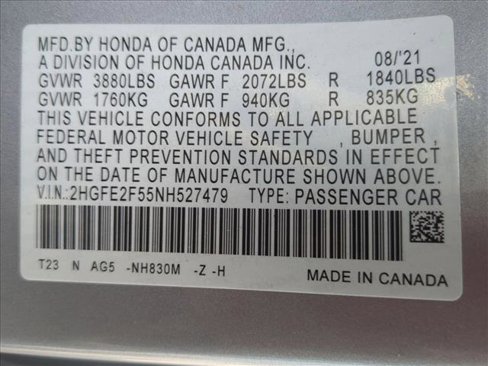 MFD.BY HONDA OF CANADA MFG.,
A DIVISION OF HONDA CANADA INC. 08/'21
GVWR 3880LBS GAWR F 2072LBS R 1840LBS
GVWR 1760KG GAWR F 940KG R 835KG
THIS VEHICLE CONFORMS TO ALL APPLICABLE
FEDERAL MOTOR VEHICLE SAFETY , BUMPER ,
AND THEFT PREVENTION STANDARDS IN EFFECT
ON THE DATE OF MANUFACTURE SHOWN ABOVE.
V.I.N.:2HGFE2F55NH527479 TYPE: PASSENGER CAR
T23 N AG5 -NH830M -Z -H
MADE IN CANADA